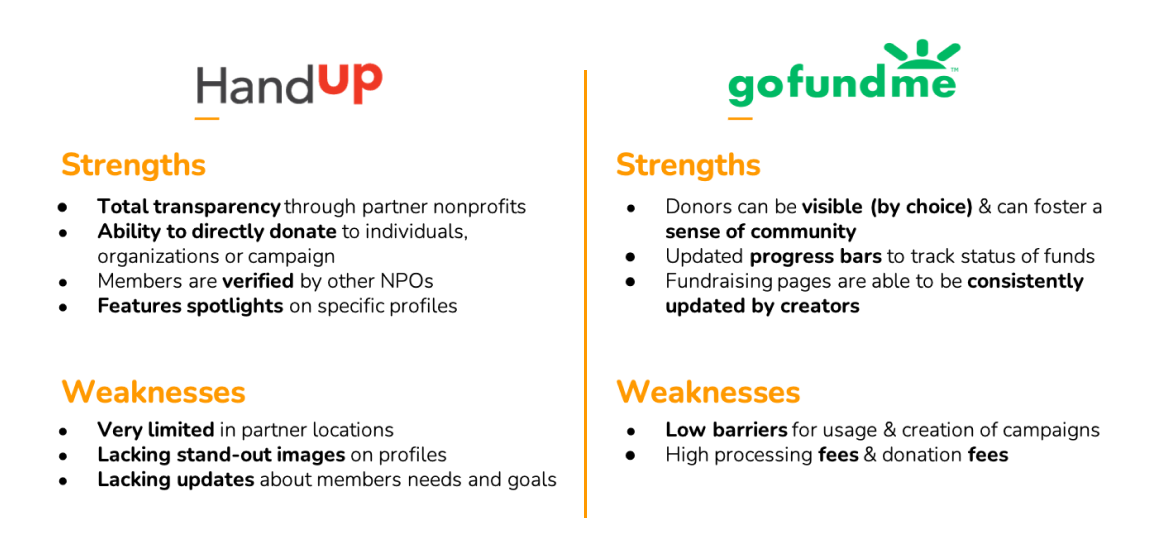 HandUp
Strengths
● Total transparency through partner nonprofits
● Ability to directly donate to individuals,
organizations or campaign
● Members are verified by other NPOs
● Features spotlights on specific profiles
Weaknesses
● Very limited in partner locations
● Lacking stand-out images on profiles
● Lacking updates about members needs and goals
gofundme™
Strengths
● Donors can be visible (by choice) & can foster a
sense of community
● Updated progress bars to track status of funds
● Fundraising pages are able to be consistently
updated by creators
Weaknesses
● Low barriers for usage & creation of campaigns
● High processing fees & donation fees